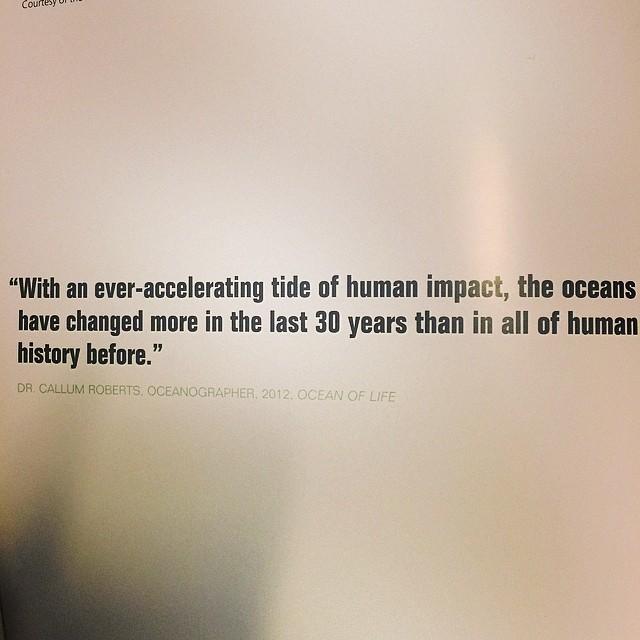 Courtesy of the
“With an ever-accelerating tide of human impact, the oceans
have changed more in the last 30 years than in all of human
history before.”
DR. CALLUM ROBERTS, OCEANOGRAPHER, 2012, OCEAN OF LIFE